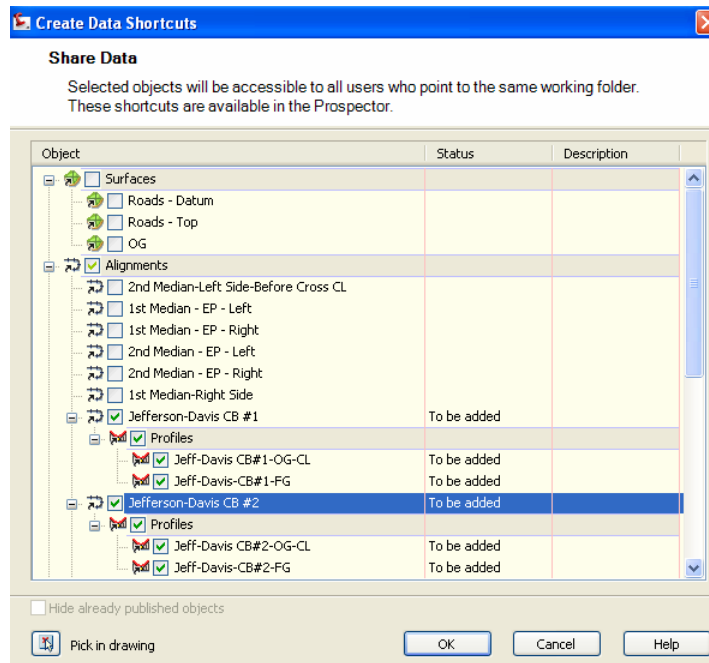 Create Data Shortcuts
Share Data
Selected objects will be accessible to all users who point to the same working folder.
These shortcuts are available in the Prospector.
Object Status Description
Surfaces
Roads - Datum
Roads - Top
OG
Alignments
2nd Median-Left Side-Before Cross CL
1st Median - EP - Left
1st Median - EP - Right
2nd Median - EP - Left
2nd Median - EP - Right
1st Median-Right Side
Jefferson-Davis CB #1 To be added
Profiles
Jeff-Davis CB#1-OG-CL To be added
Jeff-Davis-CB#1-FG To be added
Jefferson-Davis CB #2 To be added
Profiles
Jeff-Davis CB#2-OG-CL To be added
Jeff-Davis-CB#2-FG To be added
Hide already published objects
Pick in drawing OK Cancel Help